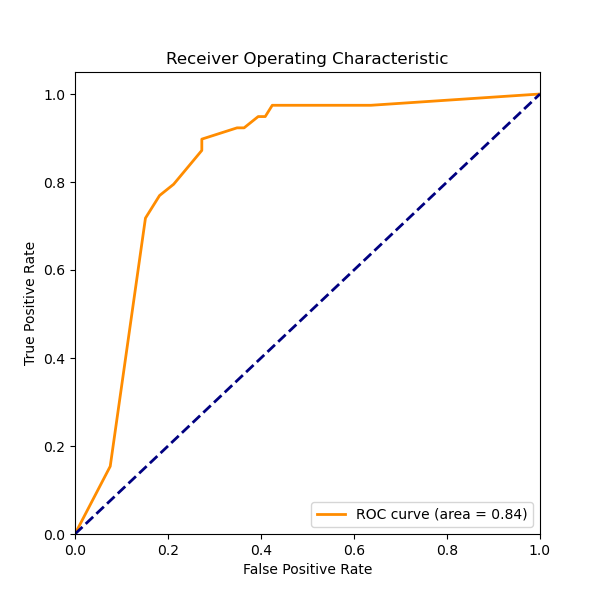 Receiver Operating Characteristic
True Positive Rate
1.0
0.8
0.6
0.4
0.2
0.0
ROC curve (area = 0.84)
0.0 0.2 0.4 0.6 0.8 1.0
False Positive Rate